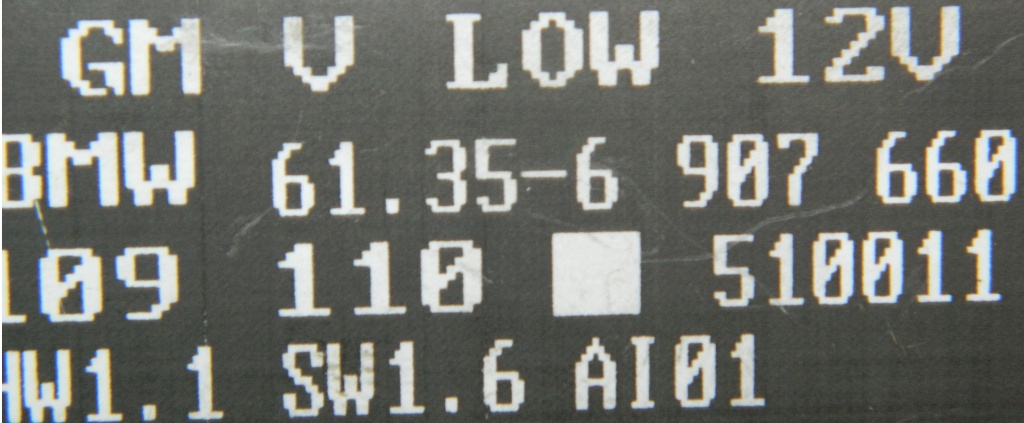 GM V LOW 12V
BMW 61.35-6 907 660
109 110 510011
HW1.1 SW1.6 AI01